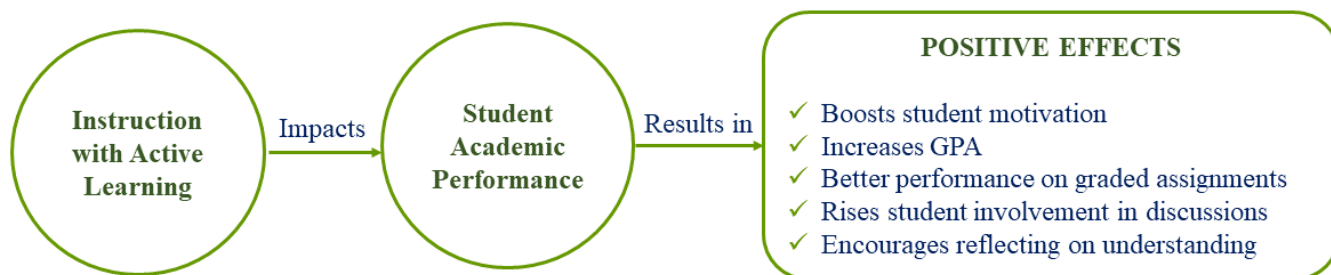 Instruction
with Active
Learning
Impacts
Student
Academic
Performance
Results in
POSITIVE EFFECTS
✓ Boosts student motivation
✓ Increases GPA
✓ Better performance on graded assignments
✓ Rises student involvement in discussions
✓ Encourages reflecting on understanding